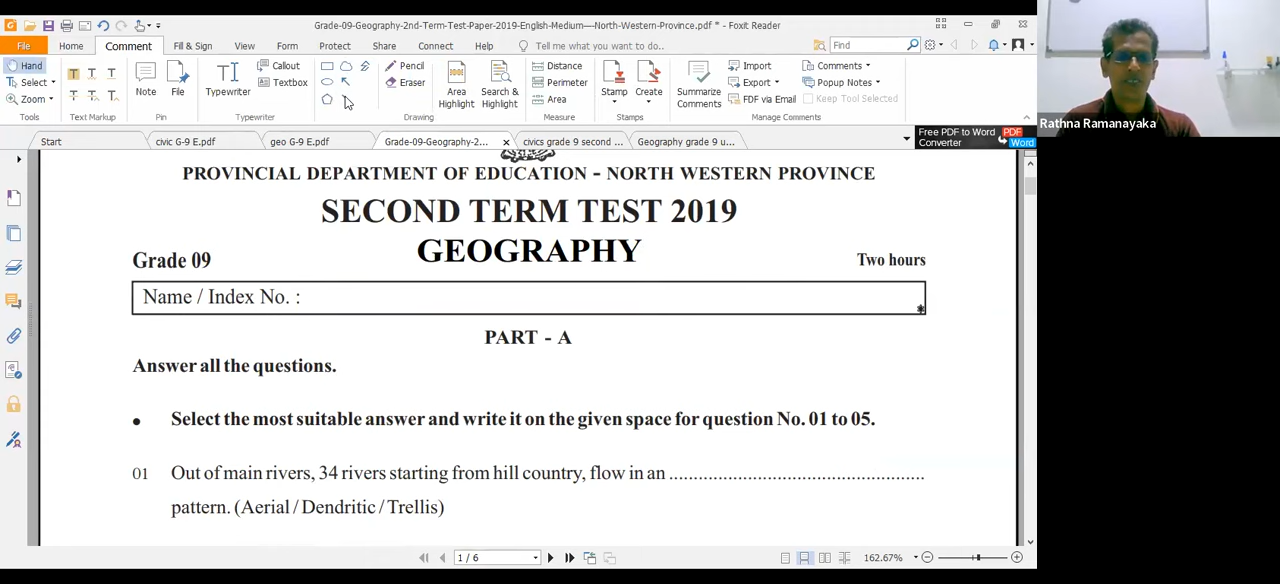 Grade-09-Geography-2nd-Term-Test-Paper-2019-English-Medium—-North-Western-Province.pdf * - Foxit Reader
File Home Comment Fill & Sign View Form Protect Share Connect Help Tell me what you want to do.. Find
Hand Callout Pencil Distance Import Comments
Select Textbox Eraser Perimeter Export Popup Notes
Zoom Note File Typewriter Area Highlight Search & Highlight Area Stamp Create Summarize Comments FDF via Email Keep Tool Selected
Tools Text Markup Pin Typewriter Drawing Measure Stamps Manage Comments
Rathna Ramanayaka
Start civic G-9 E.pdf geo G-9 E.pdf Grade-09-Geography-2... civics grade 9 second ... Geography grade 9 u...
Free PDF to Word PDF
Converter Word
PROVINCIAL DEPARTMENT OF EDUCATION - NORTH WESTERN PROVINCE
SECOND TERM TEST 2019
GEOGRAPHY
Grade 09 Two hours
Name / Index No. :
*
PART - A
Answer all the questions.
• Select the most suitable answer and write it on the given space for question No. 01 to 05.
01 Out of main rivers, 34 rivers starting from hill country, flow in an ....................................................
pattern. (Aerial / Dendritic / Trellis)
1 / 6 162.67%